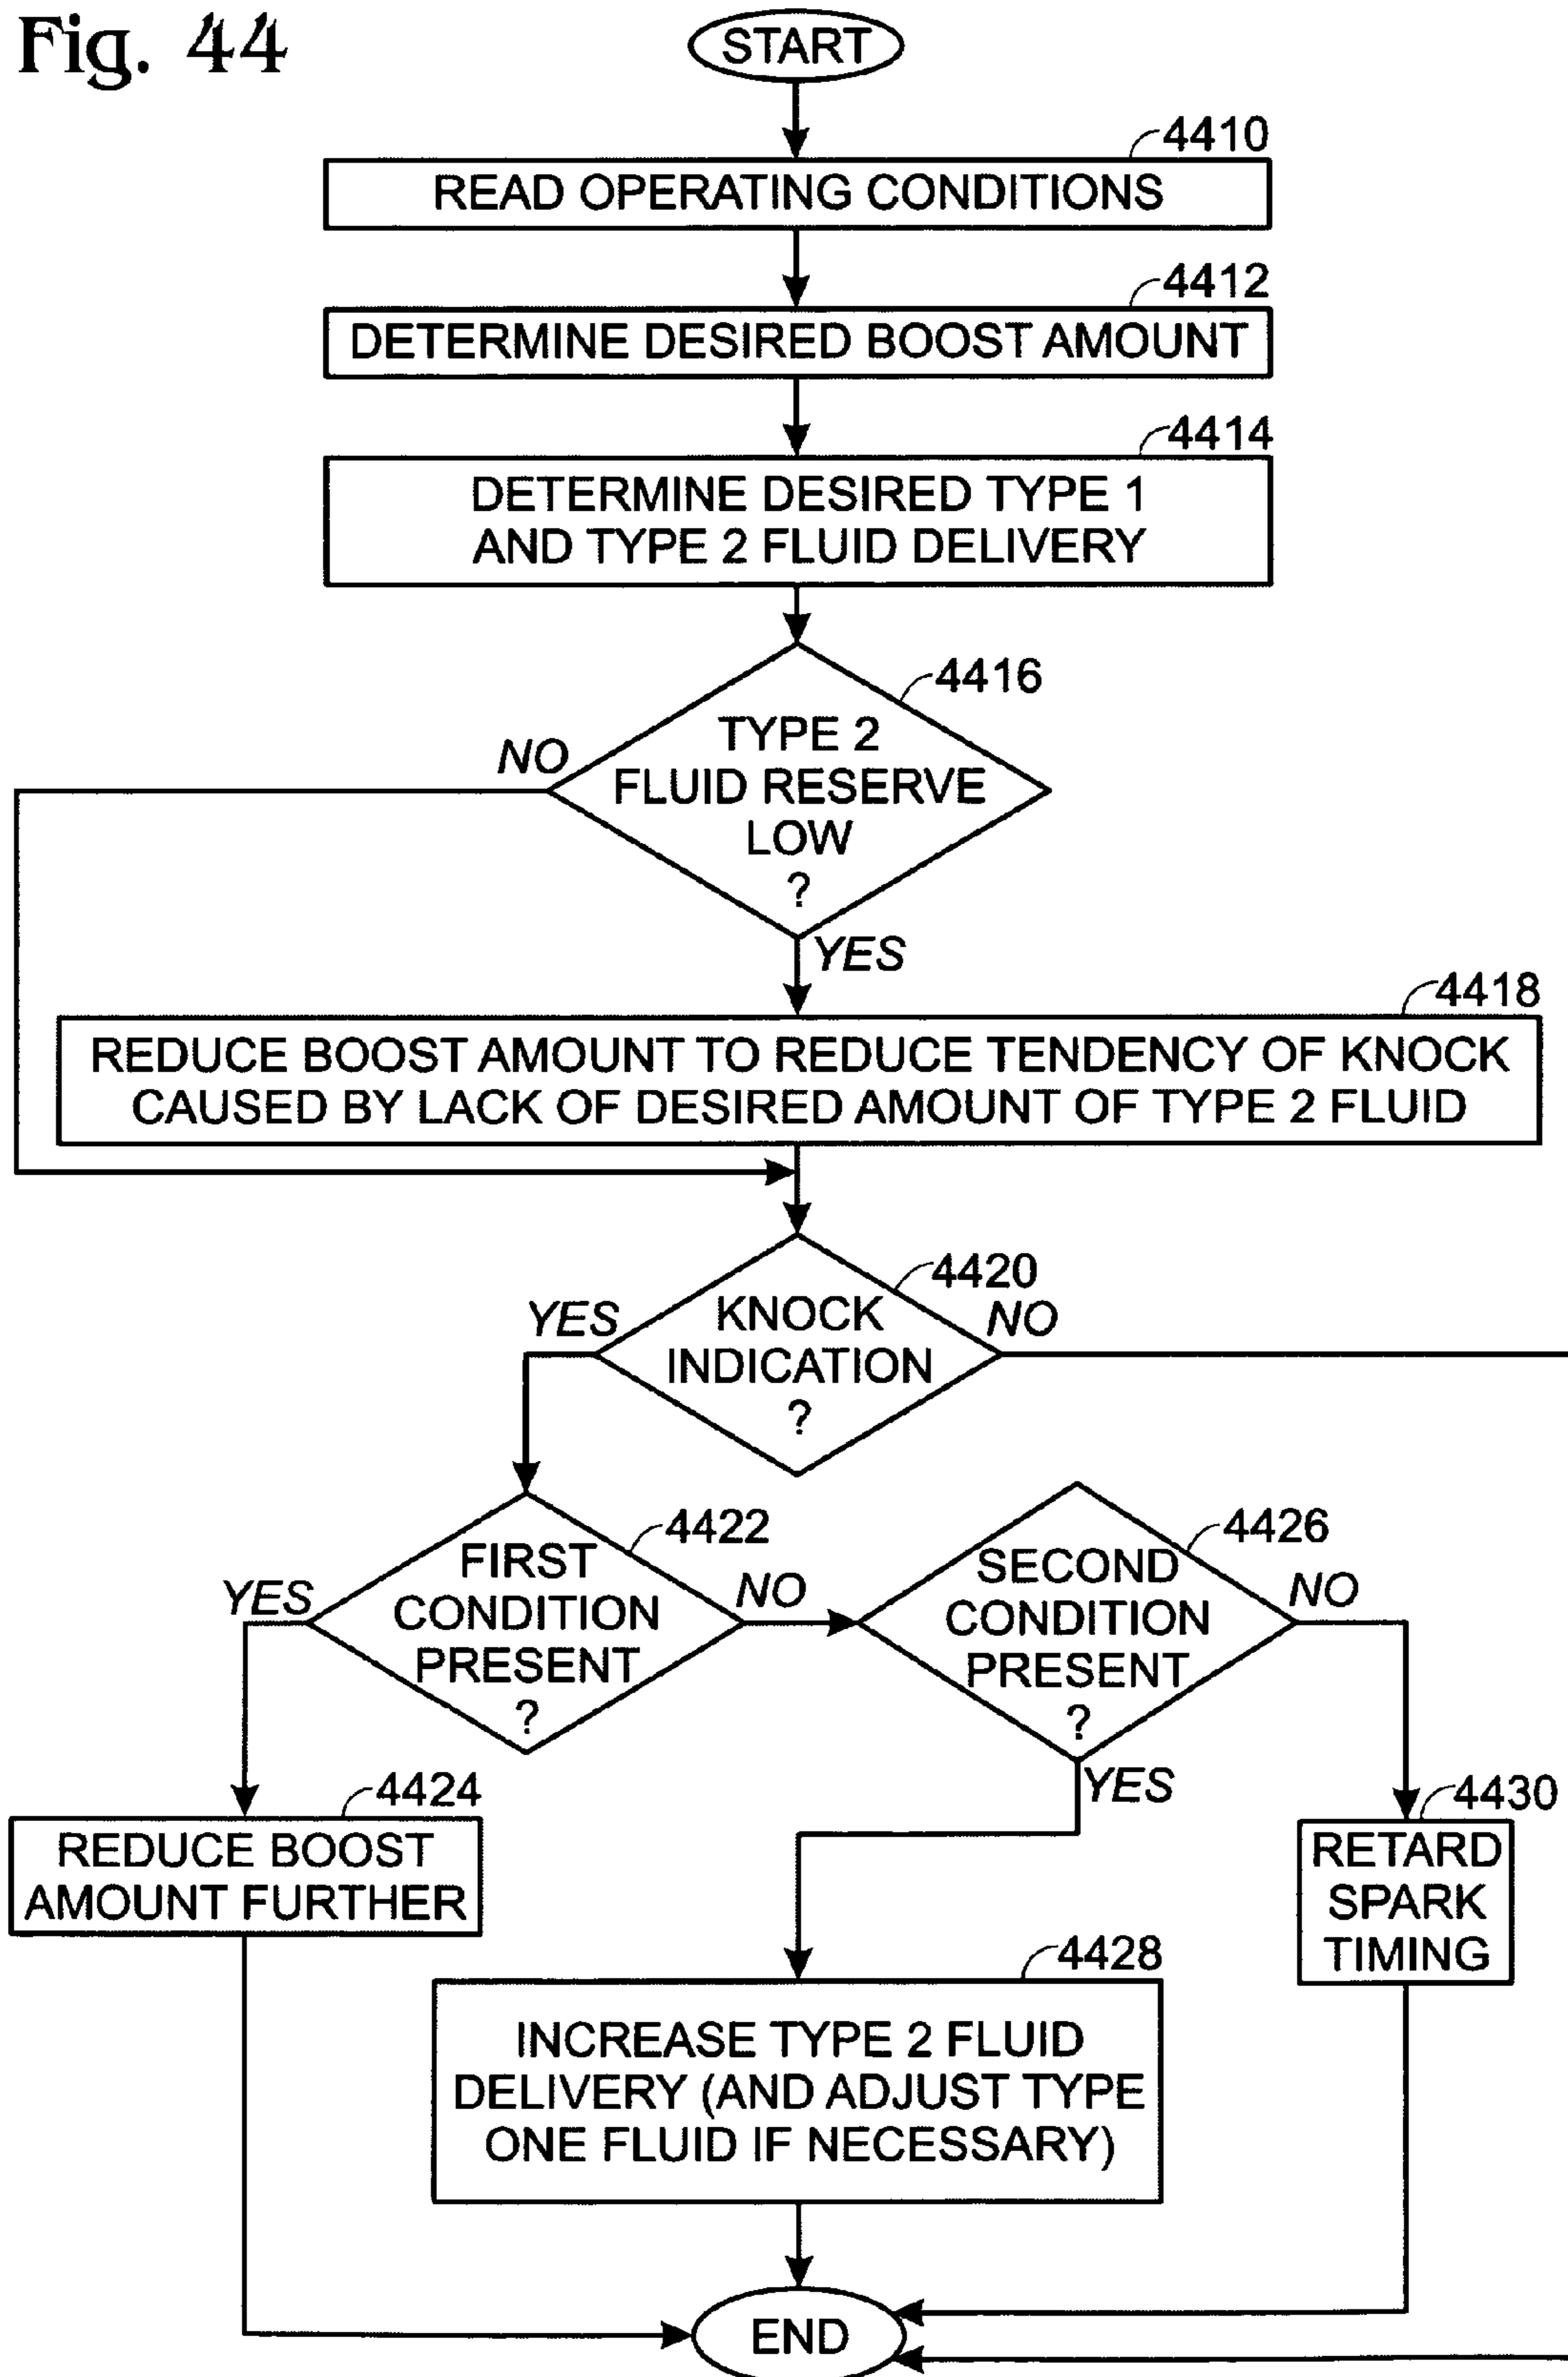 Fig. 44
START
4410
READ OPERATING CONDITIONS
4412
DETERMINE DESIRED BOOST AMOUNT
4414
DETERMINE DESIRED TYPE 1
AND TYPE 2 FLUID DELIVERY
4416
TYPE 2
FLUID RESERVE
LOW
?
NO
YES
4418
REDUCE BOOST AMOUNT TO REDUCE TENDENCY OF KNOCK
CAUSED BY LACK OF DESIRED AMOUNT OF TYPE 2 FLUID
4420
KNOCK
INDICATION
?
YES
NO
4422
FIRST
CONDITION
PRESENT
?
YES
NO
4426
SECOND
CONDITION
PRESENT
?
NO
YES
4424
REDUCE BOOST
AMOUNT FURTHER
4430
RETARD
SPARK
TIMING
4428
INCREASE TYPE 2 FLUID
DELIVERY (AND ADJUST TYPE
ONE FLUID IF NECESSARY)
END